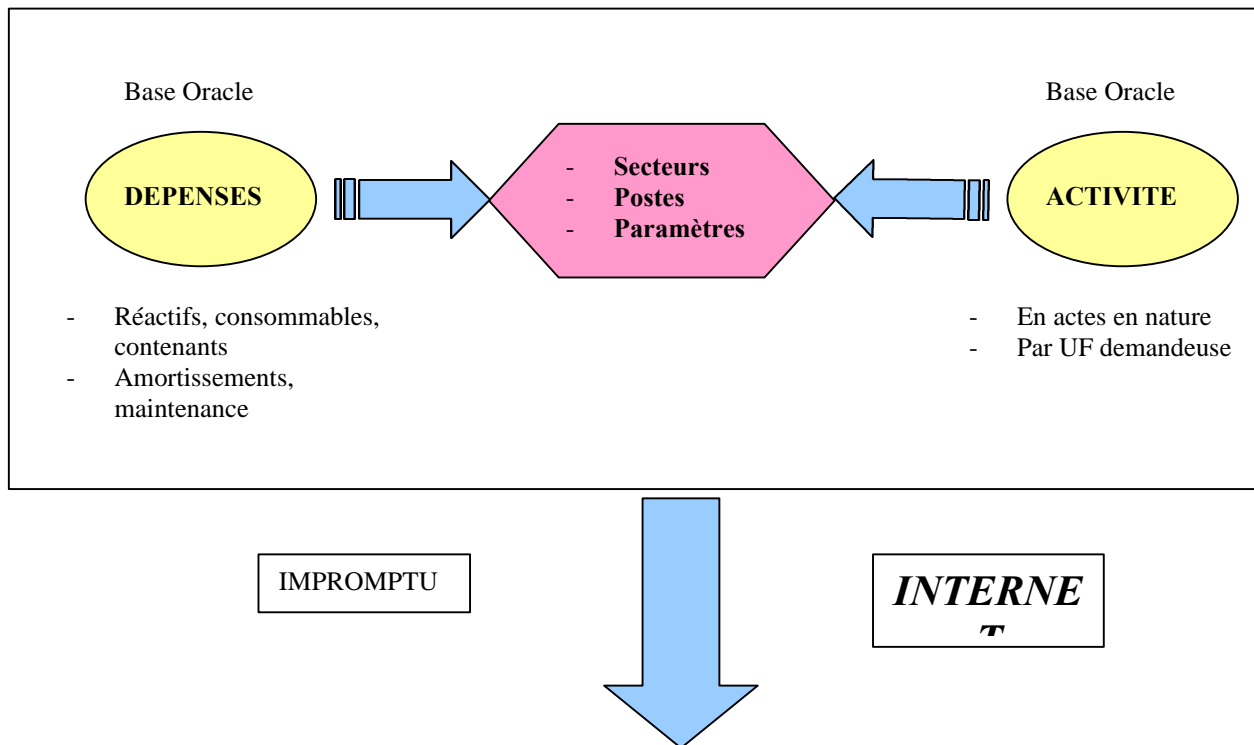 Base Oracle
DEPENSES
- Réactifs, consommables,
contenants
- Amortissements,
maintenance
- Secteurs
- Postes
- Paramètres
Base Oracle
ACTIVITE
- En actes en nature
- Par UF demandeuse
IMPROMPTU
INTERNE
T